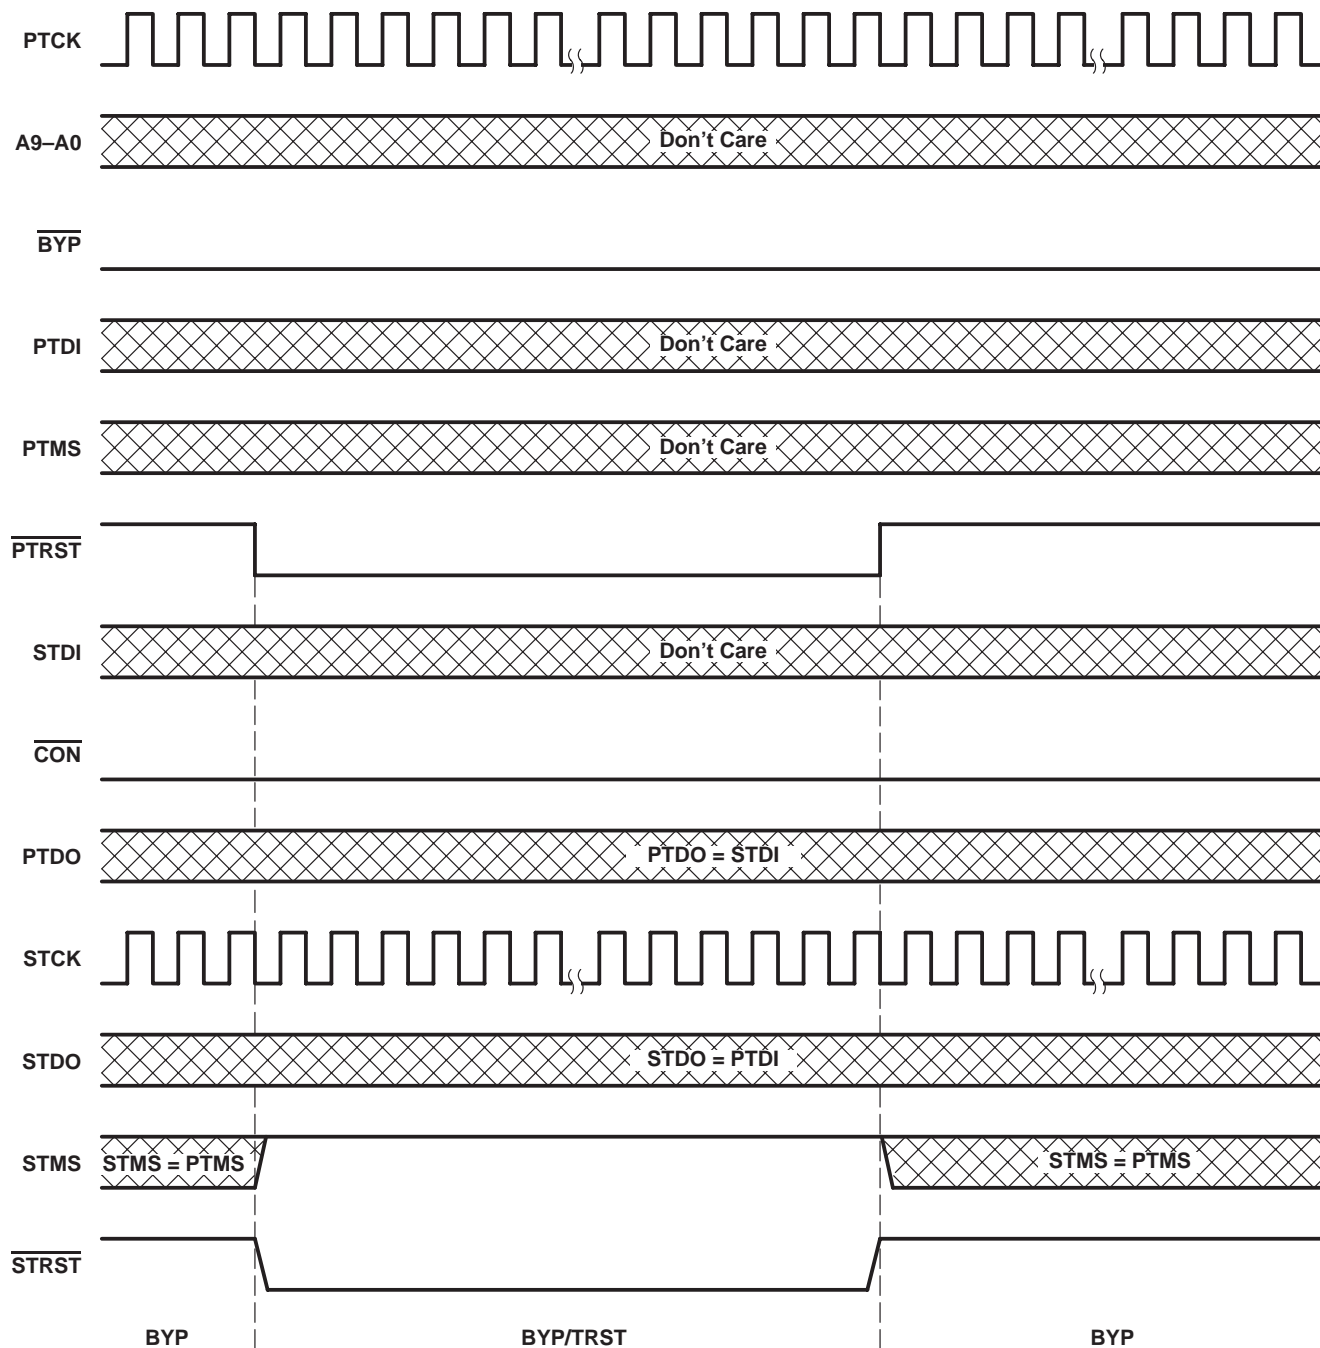 PTCK
A9–A0
Don't Care
BYP
PTDI
Don't Care
PTMS
Don't Care
PTRST
STDI
Don't Care
CON
PTDO
PTDO = STDI
STCK
STDO
STDO = PTDI
STMS
STMS = PTMS
STMS = PTMS
STRST
BYP
BYP/TRST
BYP